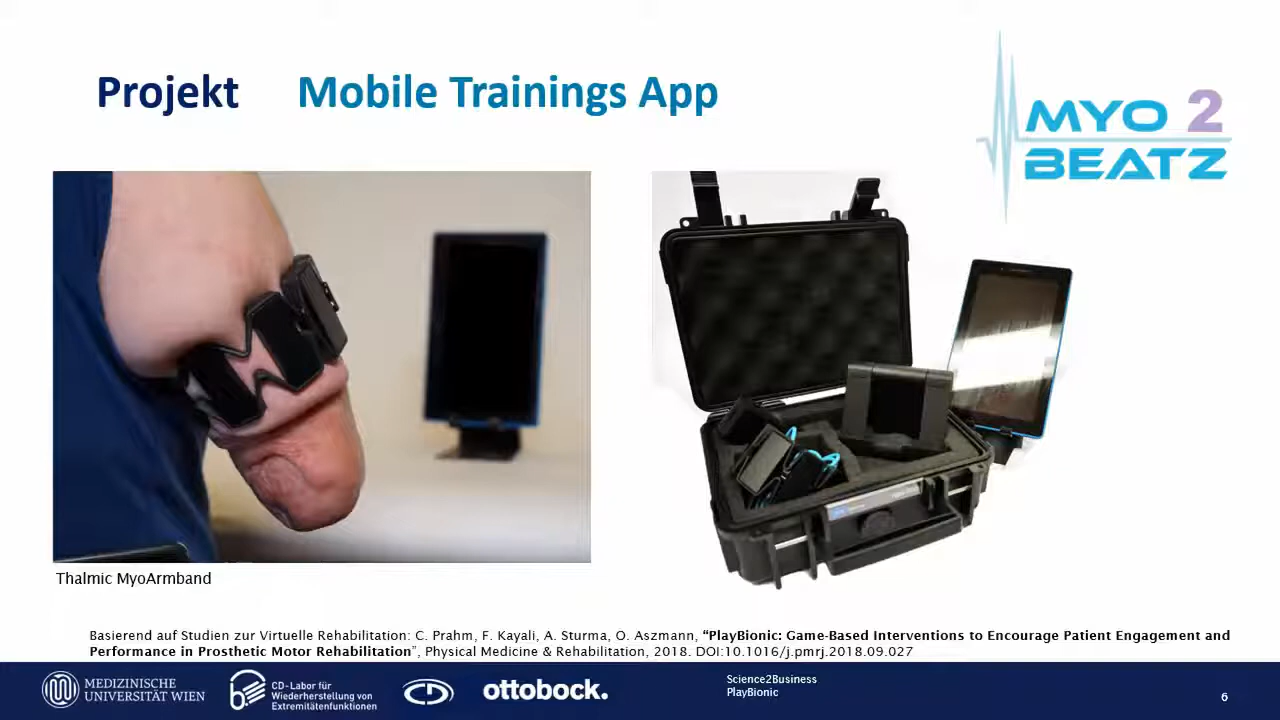 Projekt Mobile Trainings App
MYO 2
BEATZ
Thalmic MyoArmband
Basierend auf Studien zur Virtuelle Rehabilitation: C. Prahm, F. Kayali, A. Sturma, O. Aszmann, “PlayBionic: Game-Based Interventions to Encourage Patient Engagement and
Performance in Prosthetic Motor Rehabilitation”, Physical Medicine & Rehabilitation, 2018. DOI:10.1016/j.pmrj.2018.09.027
MEDIZINISCHE
UNIVERSITÄT WIEN
CD-Labor für
Wiederherstellung von
Extremitätenfunktionen
CD
ottobock.
Science2Business
PlayBionic
6